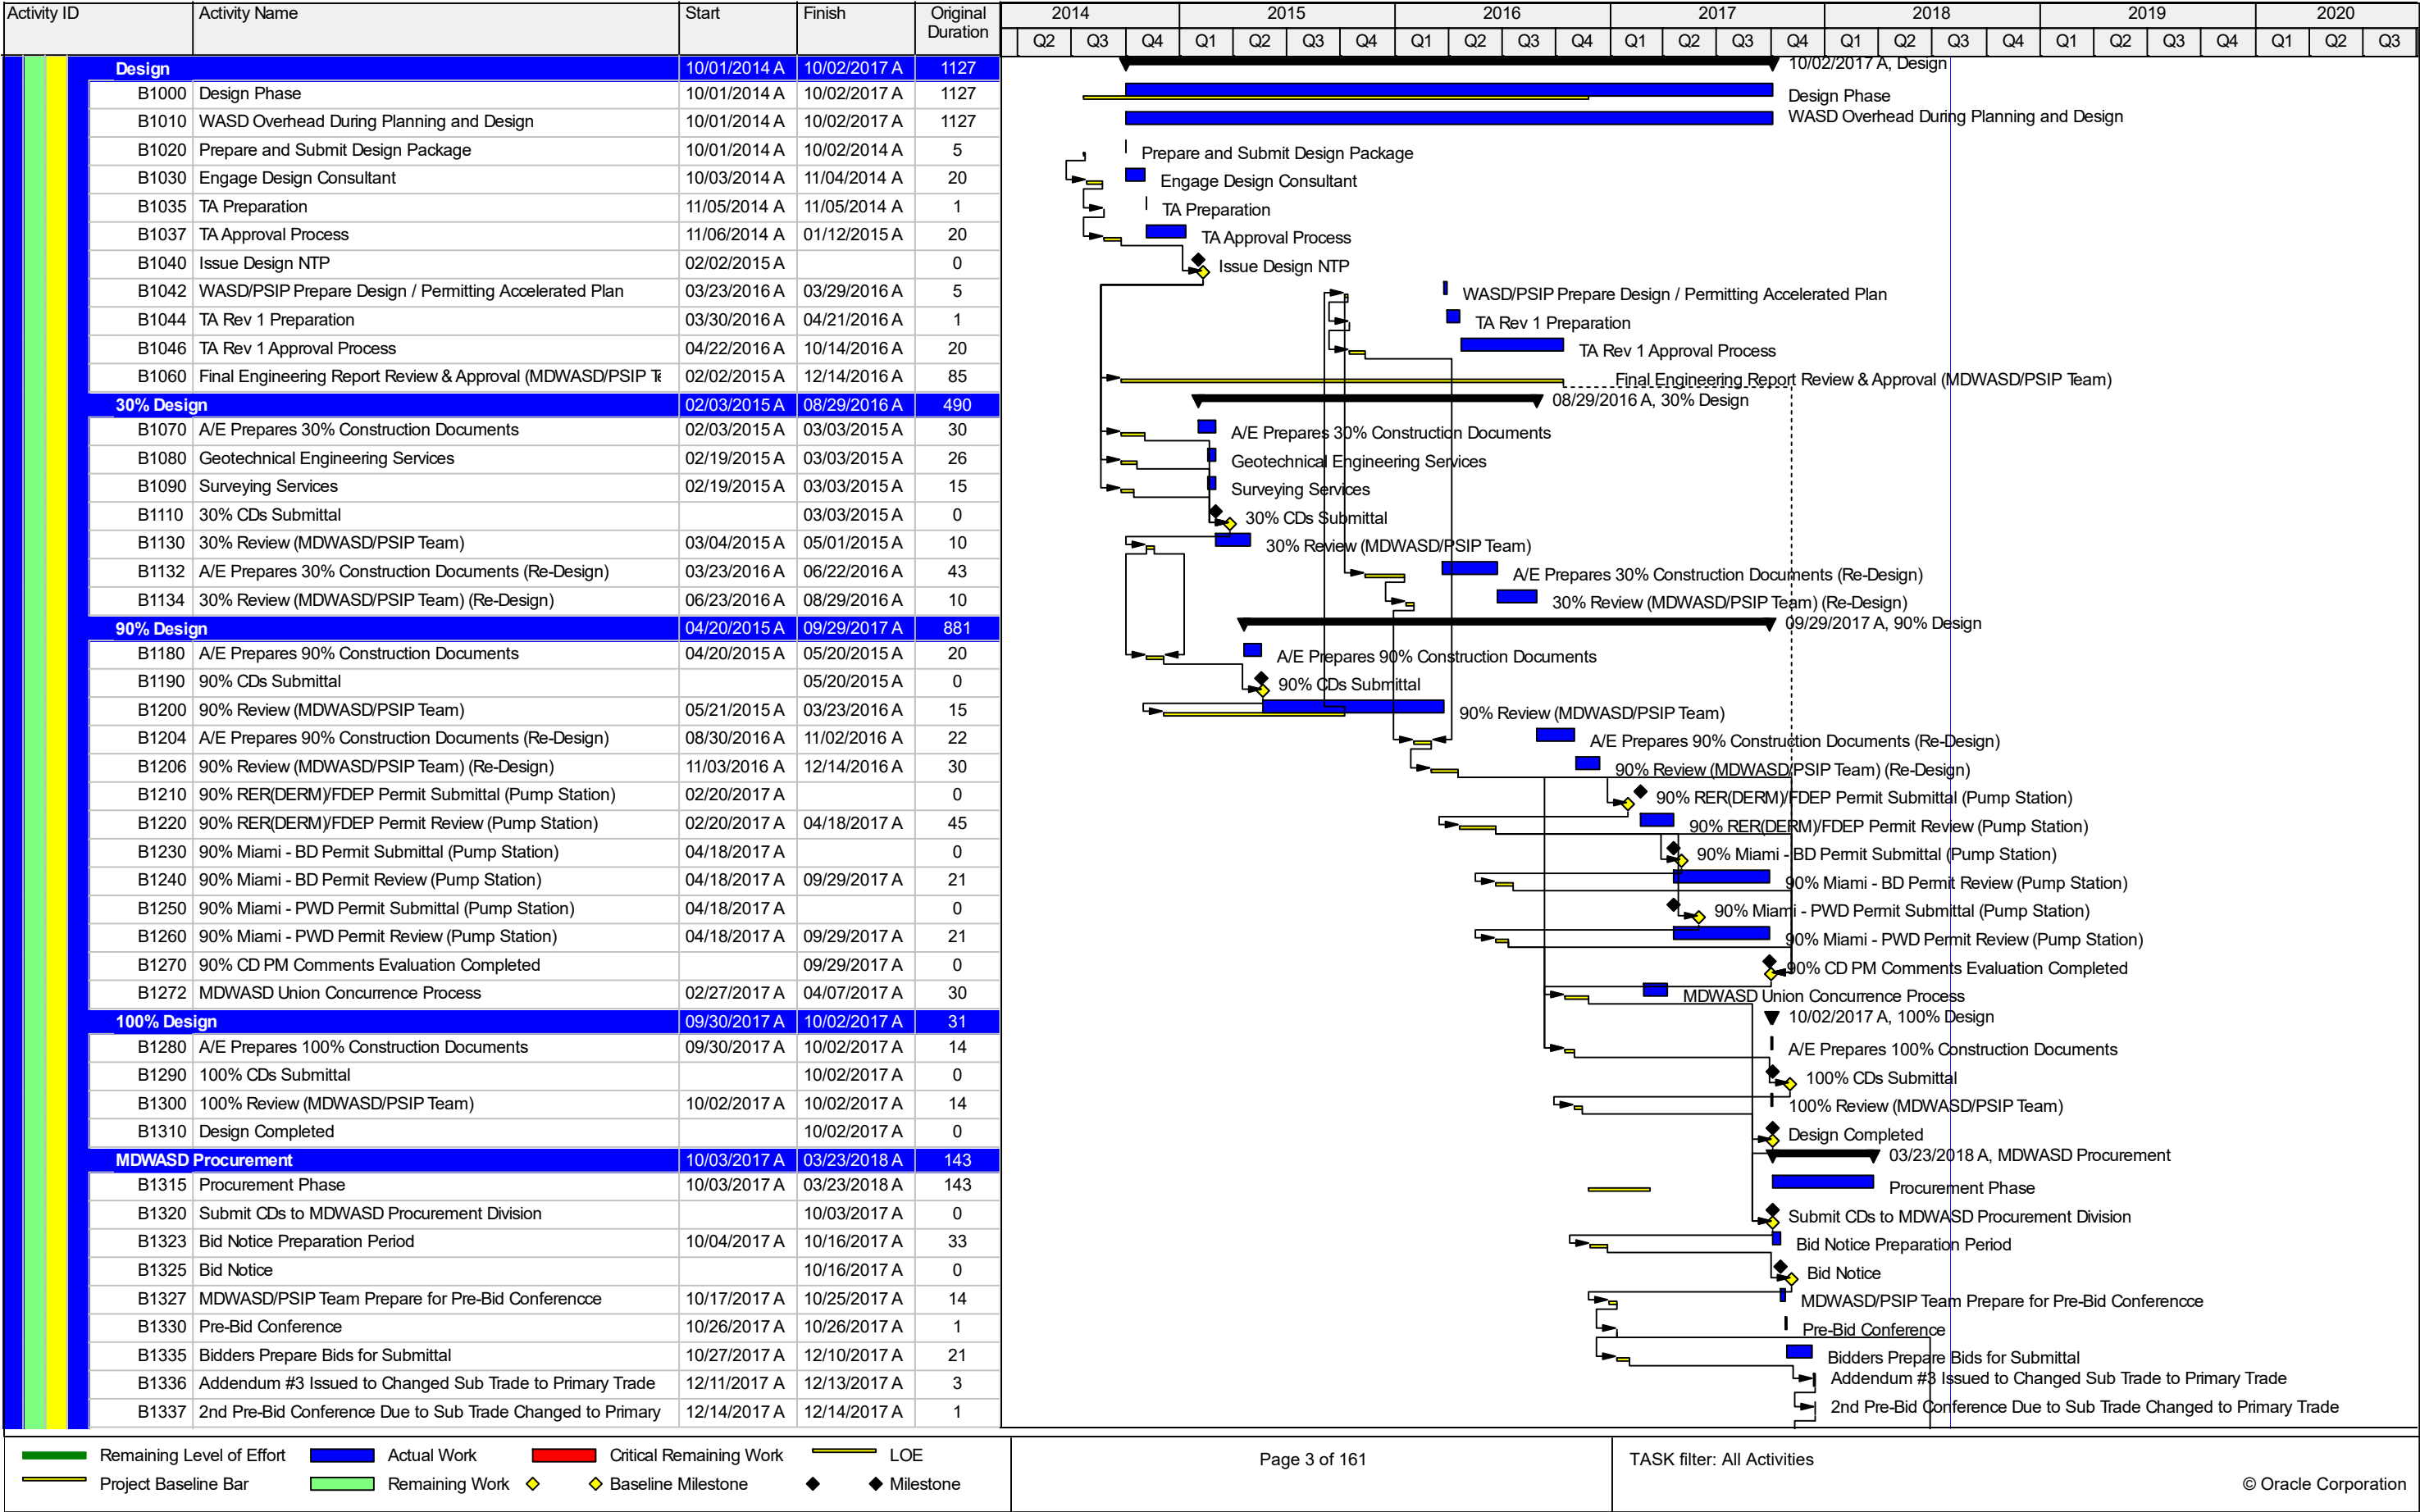 Activity ID Activity Name Start Finish Original Duration 2014 2015 2016 2017 2018 2019 2020
Q2 Q3 Q4 Q1 Q2 Q3 Q4 Q1 Q2 Q3 Q4 Q1 Q2 Q3 Q4 Q1 Q2 Q3 Q4 Q1 Q2 Q3 Q4 Q1 Q2 Q3
Design 10/01/2014 A 10/02/2017 A 1127 10/02/2017 A, Design
B1000 Design Phase 10/01/2014 A 10/02/2017 A 1127 Design Phase
B1010 WASD Overhead During Planning and Design 10/01/2014 A 10/02/2017 A 1127 WASD Overhead During Planning and Design
B1020 Prepare and Submit Design Package 10/01/2014 A 10/02/2014 A 5 Prepare and Submit Design Package
B1030 Engage Design Consultant 10/03/2014 A 11/04/2014 A 20 Engage Design Consultant
B1035 TA Preparation 11/05/2014 A 11/05/2014 A 1 TA Preparation
B1037 TA Approval Process 11/06/2014 A 01/12/2015 A 20 TA Approval Process
B1040 Issue Design NTP 02/02/2015 A 0 Issue Design NTP
B1042 WASD/PSIP Prepare Design / Permitting Accelerated Plan 03/23/2016 A 03/29/2016 A 5 WASD/PSIP Prepare Design / Permitting Accelerated Plan
B1044 TA Rev 1 Preparation 03/30/2016 A 04/21/2016 A 1 TA Rev 1 Preparation
B1046 TA Rev 1 Approval Process 04/22/2016 A 10/14/2016 A 20 TA Rev 1 Approval Process
B1060 Final Engineering Report Review & Approval (MDWASD/PSIP Te 02/02/2015 A 12/14/2016 A 85 Final Engineering Report Review & Approval (MDWASD/PSIP Team)
30% Design 02/03/2015 A 08/29/2016 A 490 08/29/2016 A, 30% Design
B1070 A/E Prepares 30% Construction Documents 02/03/2015 A 03/03/2015 A 30 A/E Prepares 30% Construction Documents
B1080 Geotechnical Engineering Services 02/19/2015 A 03/03/2015 A 26 Geotechnical Engineering Services
B1090 Surveying Services 02/19/2015 A 03/03/2015 A 15 Surveying Services
B1110 30% CDs Submittal 03/03/2015 A 0 30% CDs Submittal
B1130 30% Review (MDWASD/PSIP Team) 03/04/2015 A 05/01/2015 A 10 30% Review (MDWASD/PSIP Team)
B1132 A/E Prepares 30% Construction Documents (Re-Design) 03/23/2016 A 06/22/2016 A 43 A/E Prepares 30% Construction Documents (Re-Design)
B1134 30% Review (MDWASD/PSIP Team) (Re-Design) 06/23/2016 A 08/29/2016 A 10 30% Review (MDWASD/PSIP Team) (Re-Design)
90% Design 04/20/2015 A 09/29/2017 A 881 09/29/2017 A, 90% Design
B1180 A/E Prepares 90% Construction Documents 04/20/2015 A 05/20/2015 A 20 A/E Prepares 90% Construction Documents
B1190 90% CDs Submittal 05/20/2015 A 0 90% CDs Submittal
B1200 90% Review (MDWASD/PSIP Team) 05/21/2015 A 03/23/2016 A 15 90% Review (MDWASD/PSIP Team)
B1204 A/E Prepares 90% Construction Documents (Re-Design) 08/30/2016 A 11/02/2016 A 22 A/E Prepares 90% Construction Documents (Re-Design)
B1206 90% Review (MDWASD/PSIP Team) (Re-Design) 11/03/2016 A 12/14/2016 A 30 90% Review (MDWASD/PSIP Team) (Re-Design)
B1210 90% RER(DERM)/FDEP Permit Submittal (Pump Station) 02/20/2017 A 0 90% RER(DERM)/FDEP Permit Submittal (Pump Station)
B1220 90% RER(DERM)/FDEP Permit Review (Pump Station) 02/20/2017 A 04/18/2017 A 45 90% RER(DERM)/FDEP Permit Review (Pump Station)
B1230 90% Miami - BD Permit Submittal (Pump Station) 04/18/2017 A 0 90% Miami - BD Permit Submittal (Pump Station)
B1240 90% Miami - BD Permit Review (Pump Station) 04/18/2017 A 09/29/2017 A 21 90% Miami - BD Permit Review (Pump Station)
B1250 90% Miami - PWD Permit Submittal (Pump Station) 04/18/2017 A 0 90% Miami - PWD Permit Submittal (Pump Station)
B1260 90% Miami - PWD Permit Review (Pump Station) 04/18/2017 A 09/29/2017 A 21 90% Miami - PWD Permit Review (Pump Station)
B1270 90% CD PM Comments Evaluation Completed 09/29/2017 A 0 90% CD PM Comments Evaluation Completed
B1272 MDWASD Union Concurrence Process 02/27/2017 A 04/07/2017 A 30 MDWASD Union Concurrence Process
100% Design 09/30/2017 A 10/02/2017 A 31 10/02/2017 A, 100% Design
B1280 A/E Prepares 100% Construction Documents 09/30/2017 A 10/02/2017 A 14 A/E Prepares 100% Construction Documents
B1290 100% CDs Submittal 10/02/2017 A 0 100% CDs Submittal
B1300 100% Review (MDWASD/PSIP Team) 10/02/2017 A 10/02/2017 A 14 100% Review (MDWASD/PSIP Team)
B1310 Design Completed 10/02/2017 A 0 Design Completed
MDWASD Procurement 10/03/2017 A 03/23/2018 A 143 03/23/2018 A, MDWASD Procurement
B1315 Procurement Phase 10/03/2017 A 03/23/2018 A 143 Procurement Phase
B1320 Submit CDs to MDWASD Procurement Division 10/03/2017 A 0 Submit CDs to MDWASD Procurement Division
B1323 Bid Notice Preparation Period 10/04/2017 A 10/16/2017 A 33 Bid Notice Preparation Period
B1325 Bid Notice 10/16/2017 A 0 Bid Notice
B1327 MDWASD/PSIP Team Prepare for Pre-Bid Conferencce 10/17/2017 A 10/25/2017 A 14 MDWASD/PSIP Team Prepare for Pre-Bid Conferencce
B1330 Pre-Bid Conference 10/26/2017 A 10/26/2017 A 1 Pre-Bid Conference
B1335 Bidders Prepare Bids for Submittal 10/27/2017 A 12/10/2017 A 21 Bidders Prepare Bids for Submittal
B1336 Addendum #3 Issued to Changed Sub Trade to Primary Trade 12/11/2017 A 12/13/2017 A 3 Addendum #3 Issued to Changed Sub Trade to Primary Trade
B1337 2nd Pre-Bid Conference Due to Sub Trade Changed to Primary 12/14/2017 A 12/14/2017 A 1 2nd Pre-Bid Conference Due to Sub Trade Changed to Primary Trade
Remaining Level of Effort Actual Work Critical Remaining Work LOE Page 3 of 161 TASK filter: All Activities
Project Baseline Bar Remaining Work Baseline Milestone Milestone © Oracle Corporation